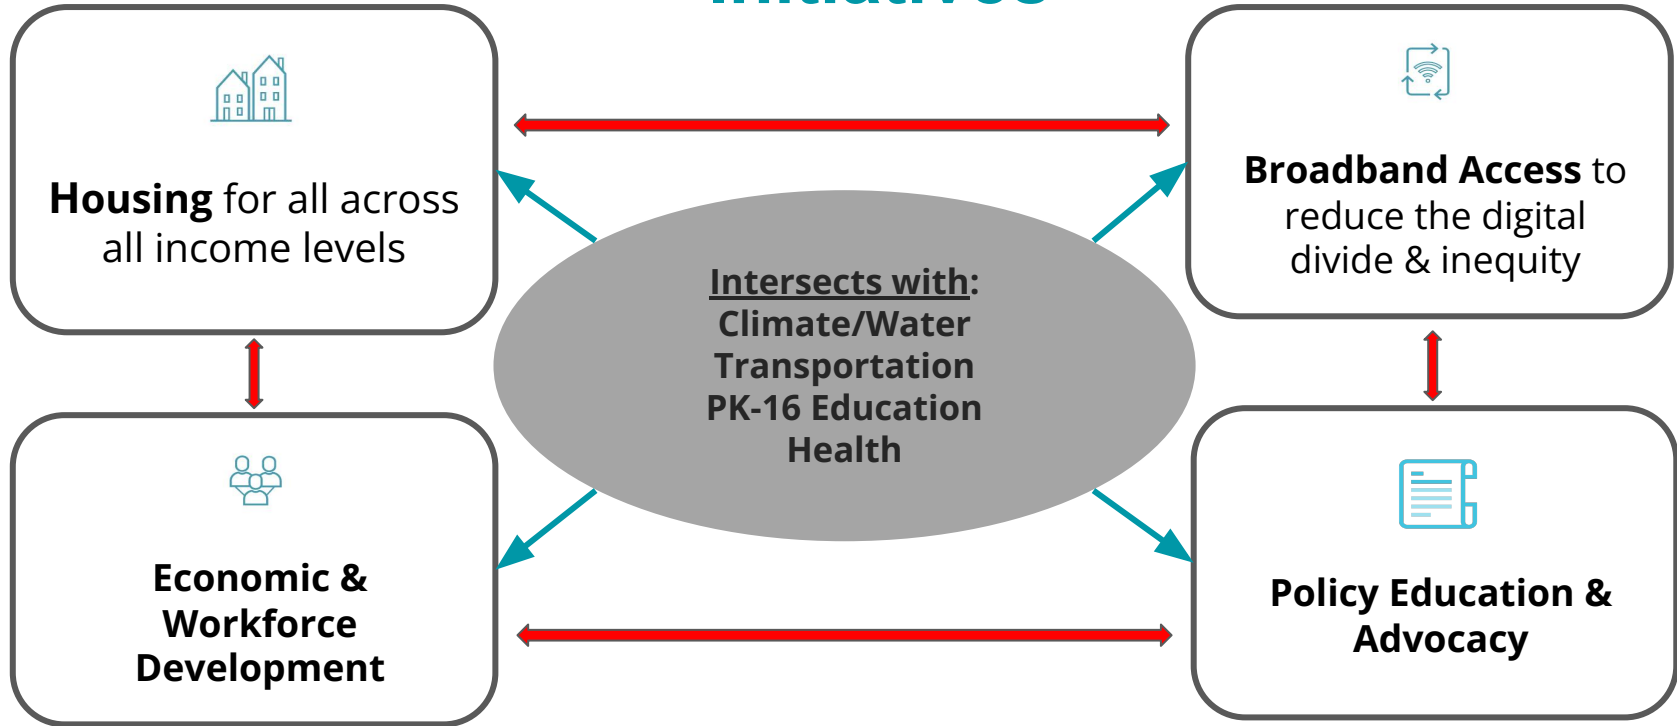 Initiatives
Housing for all across
all income levels
Broadband Access to
reduce the digital
divide & inequity
Intersects with:
Climate/Water
Transportation
PK-16 Education
Health
Economic &
Workforce
Development
Policy Education &
Advocacy